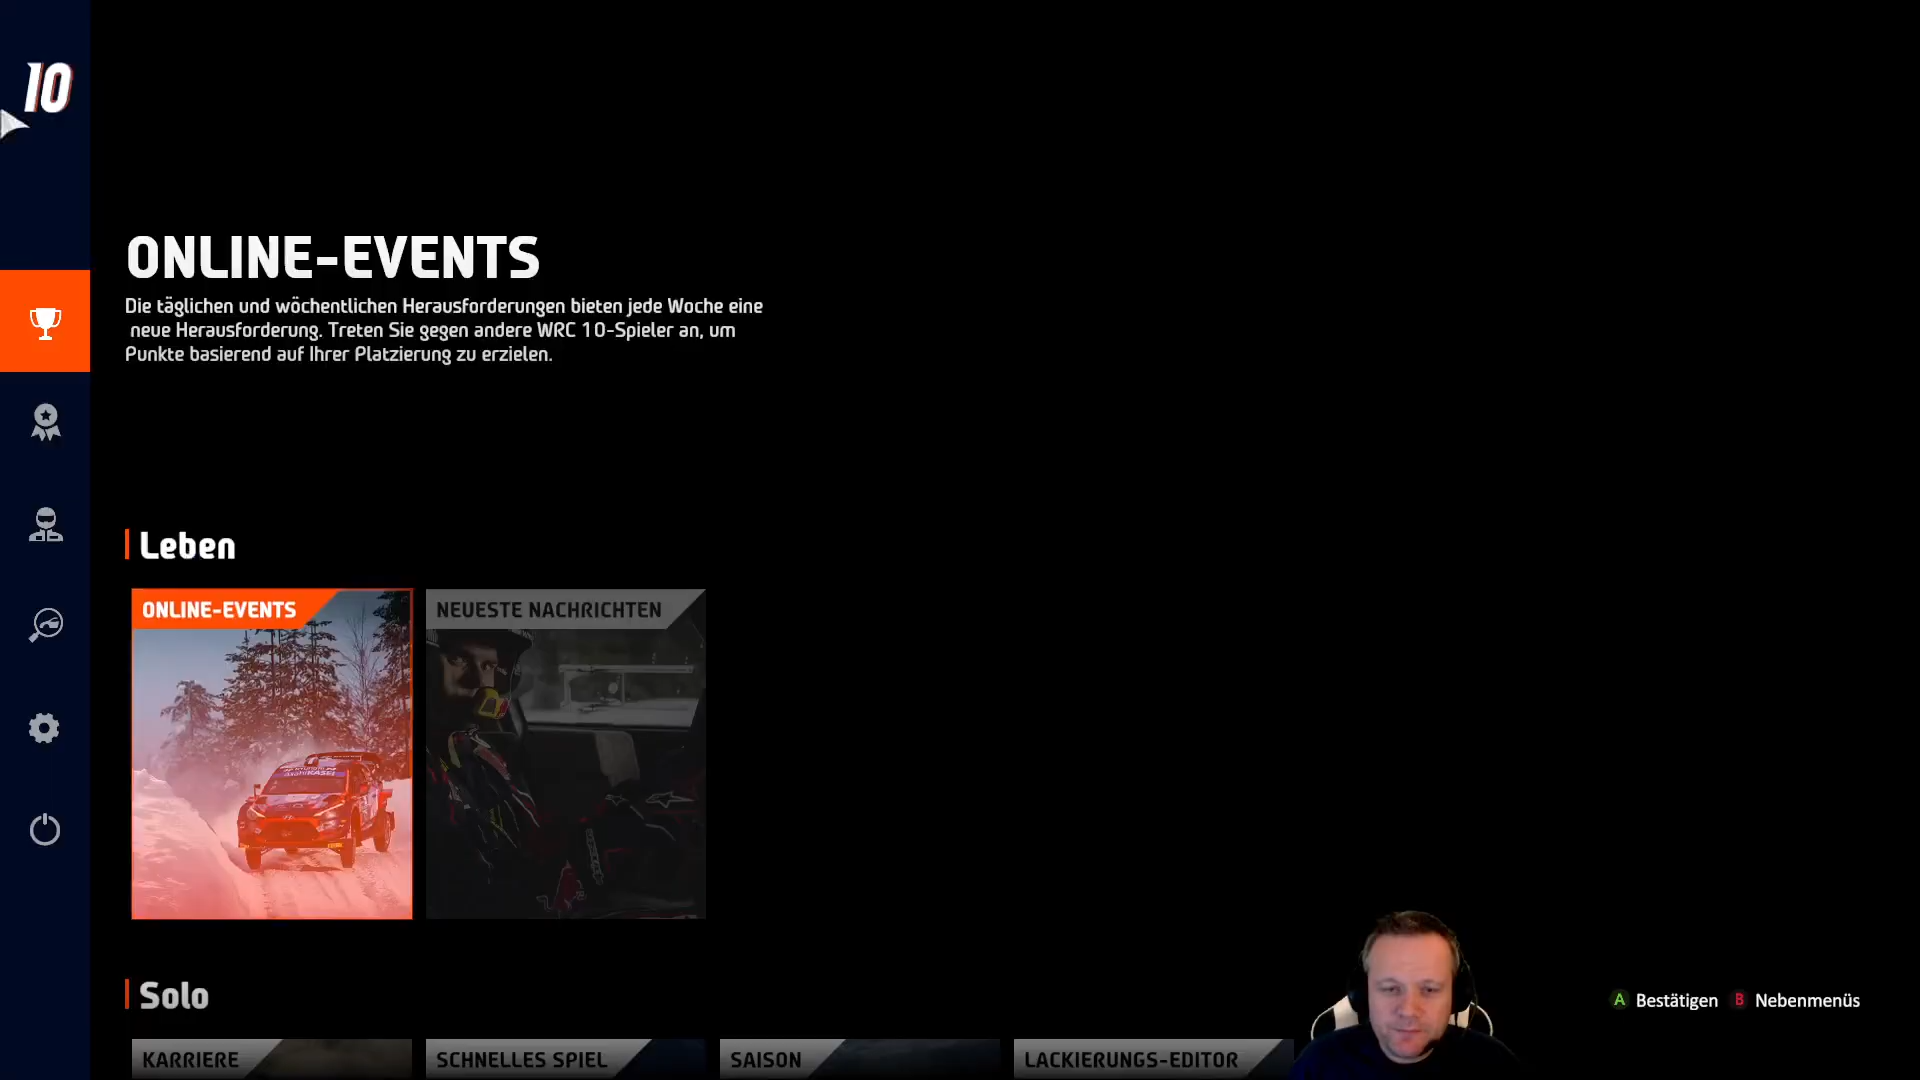 10
ONLINE-EVENTS
Die täglichen und wöchentlichen Herausforderungen bieten jede Woche eine
neue Herausforderung. Treten Sie gegen andere WRC 10-Spieler an, um
Punkte basierend auf Ihrer Platzierung zu erzielen.
Leben
ONLINE-EVENTS
NEUESTE NACHRICHTEN
Solo
A Bestätigen B Nebenmenüs
KARRIERE
SCHNELLES SPIEL
SAISON
LACKIERUNGS-EDITOR